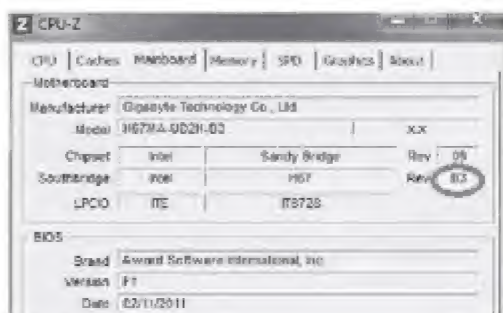 CPU-Z
CPU Caches Mainboard Memory SPD Graphics About
Motherboard
Manufacturer Gigabyte Technology Co., Ltd
Model H67MA-UD2H-B3 x.x
Chipset Intel Sandy Bridge Rev 09
Southbridge Intel H67 Rev B3
LPCIO ITE IT8728
BIOS
Brand Award Software International, Inc
Version F1
Date 02/11/2011